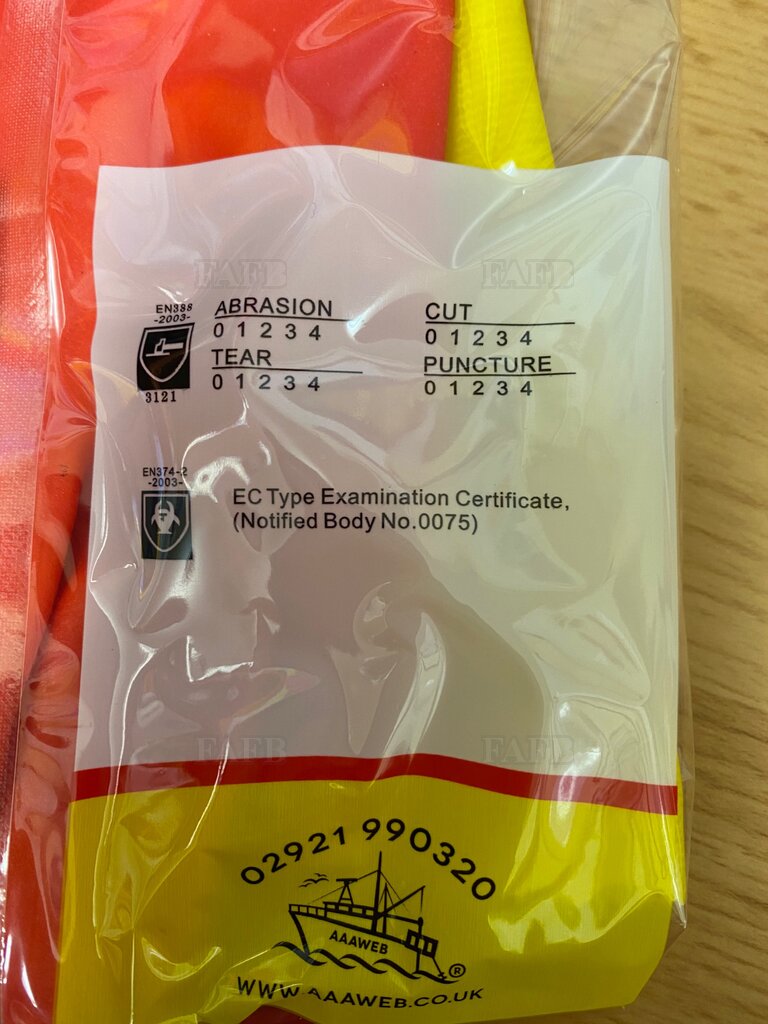 FAFB FAFB
EN388
-2003-
3121
ABRASION
0 1 2 3 4
CUT
0 1 2 3 4
TEAR
0 1 2 3 4
PUNCTURE
0 1 2 3 4
EN374-2
-2003-
EC Type Examination Certificate,
(Notified Body No.0075)
FAFB FAFB
02921 990320
AAAWEB
®
WWW.AAAWEB.CO.UK